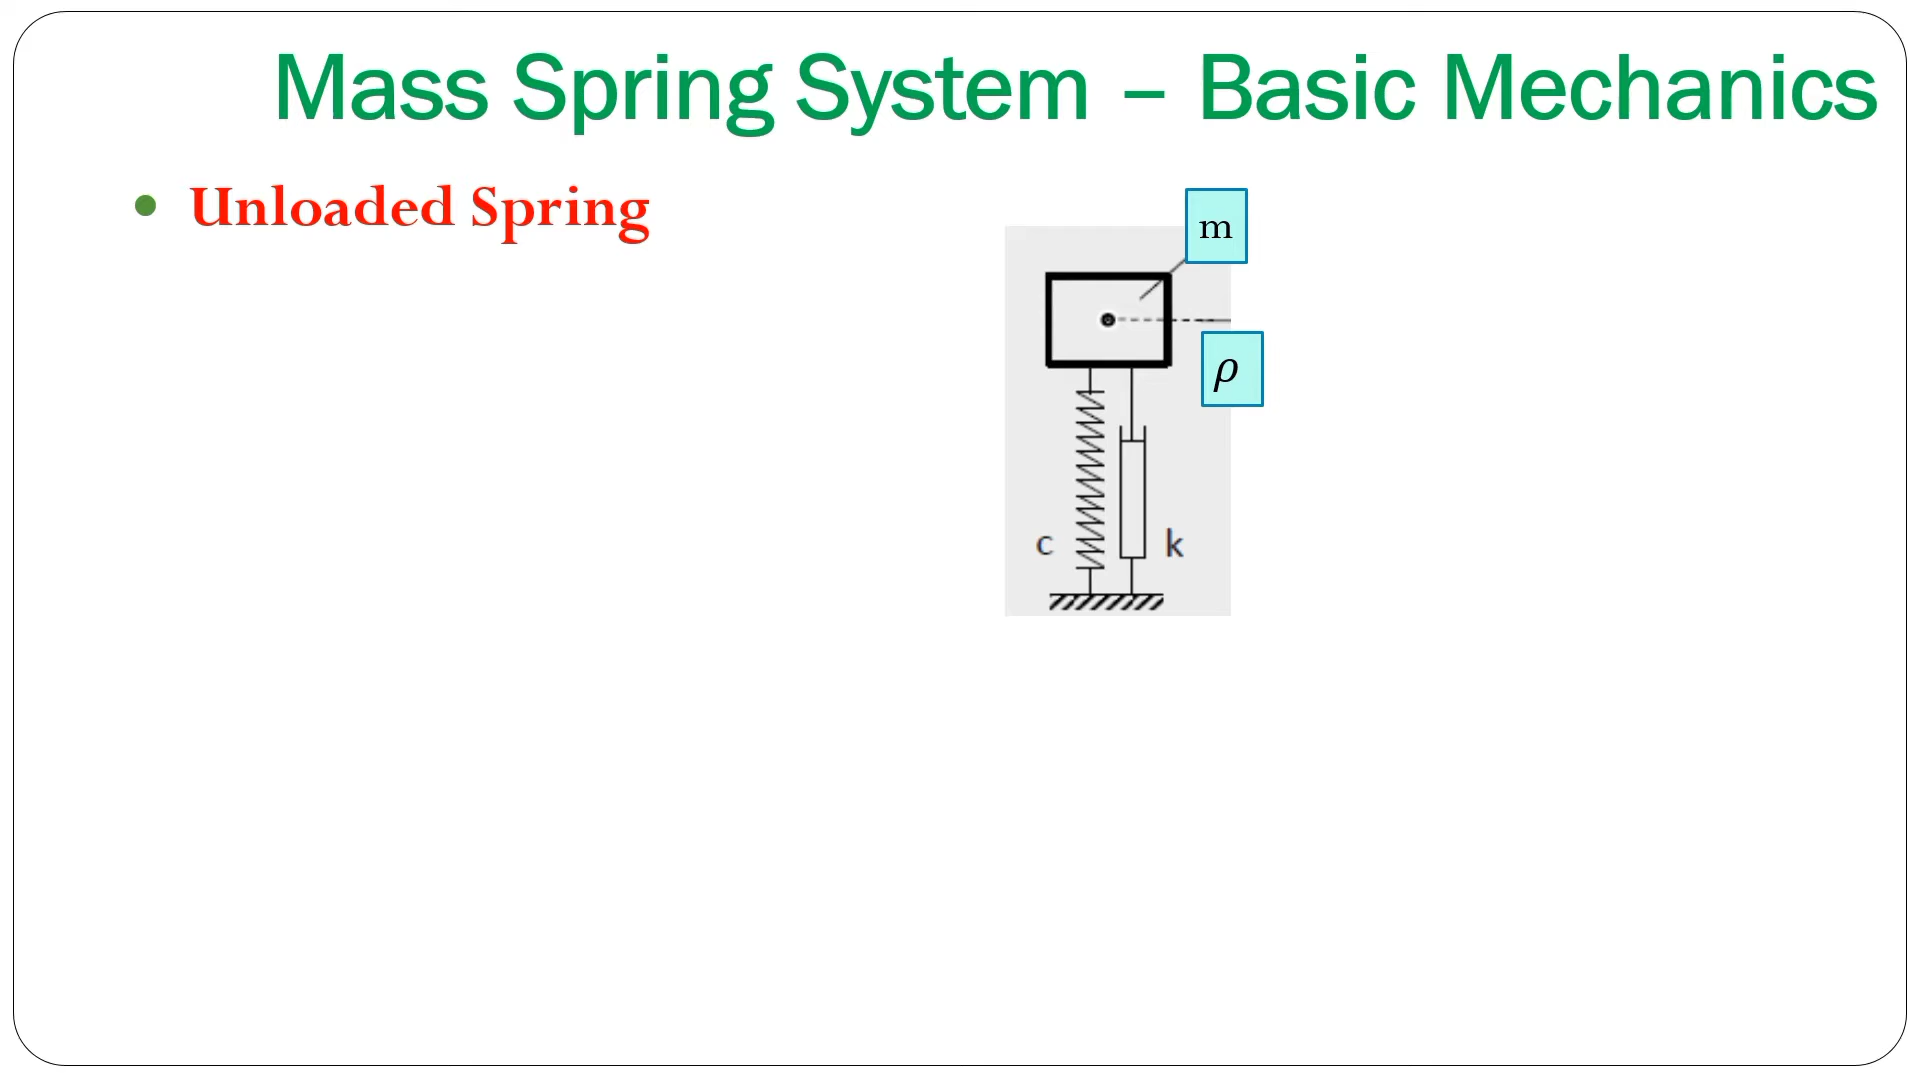 Mass Spring System – Basic Mechanics
• Unloaded Spring
m
ρ
c
k